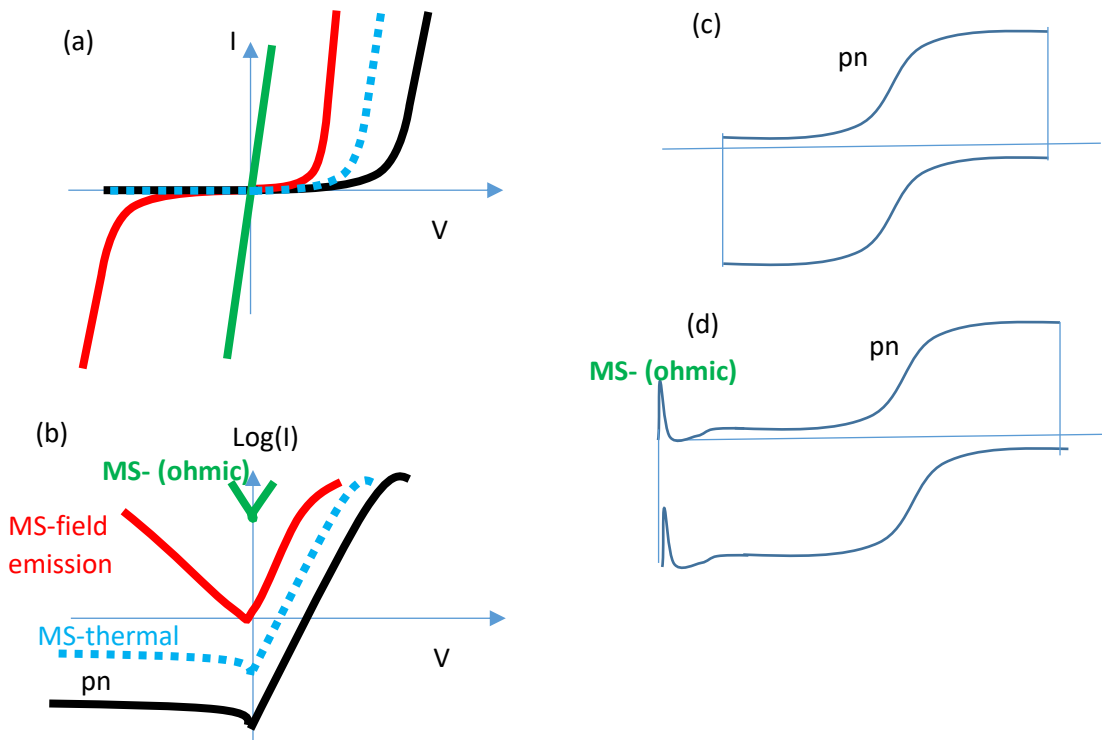 (a)
I
V
(b)
Log(I)
MS- (ohmic)
MS-field
emission
MS-thermal
V
pn
(c)
pn
(d)
pn
MS- (ohmic)